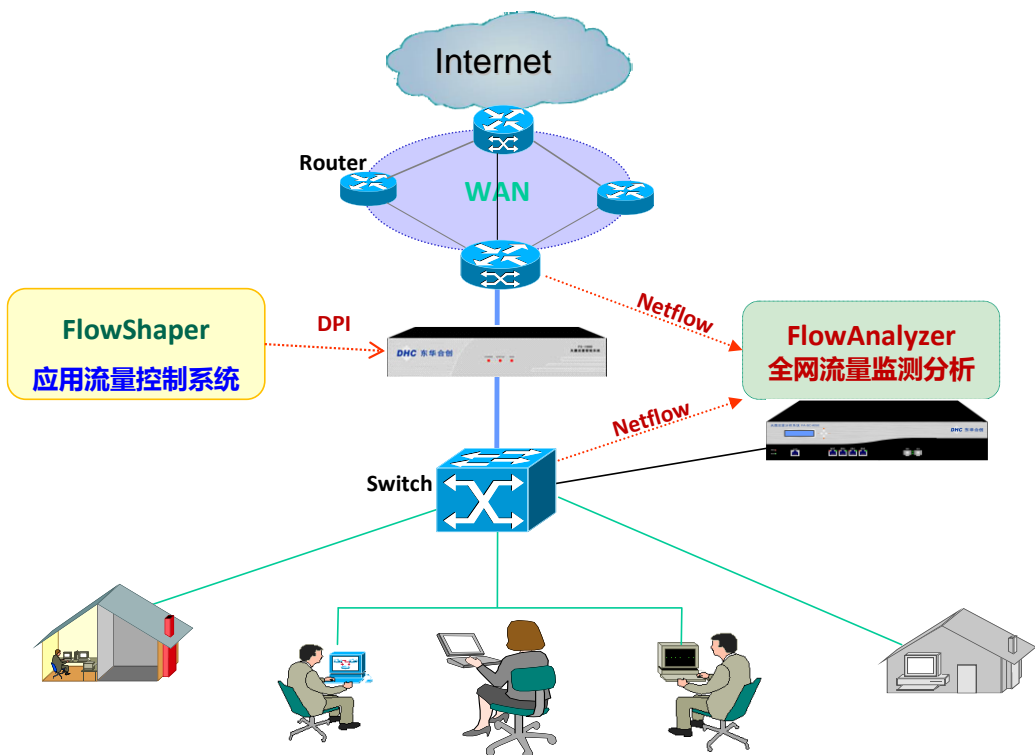 Internet
Router
WAN
Netflow
FlowShaper
应用流量控制系统
DPI
DHC 东华合创
FlowAnalyzer
全网流量监测分析
Netflow
DHC 东华合创
Switch